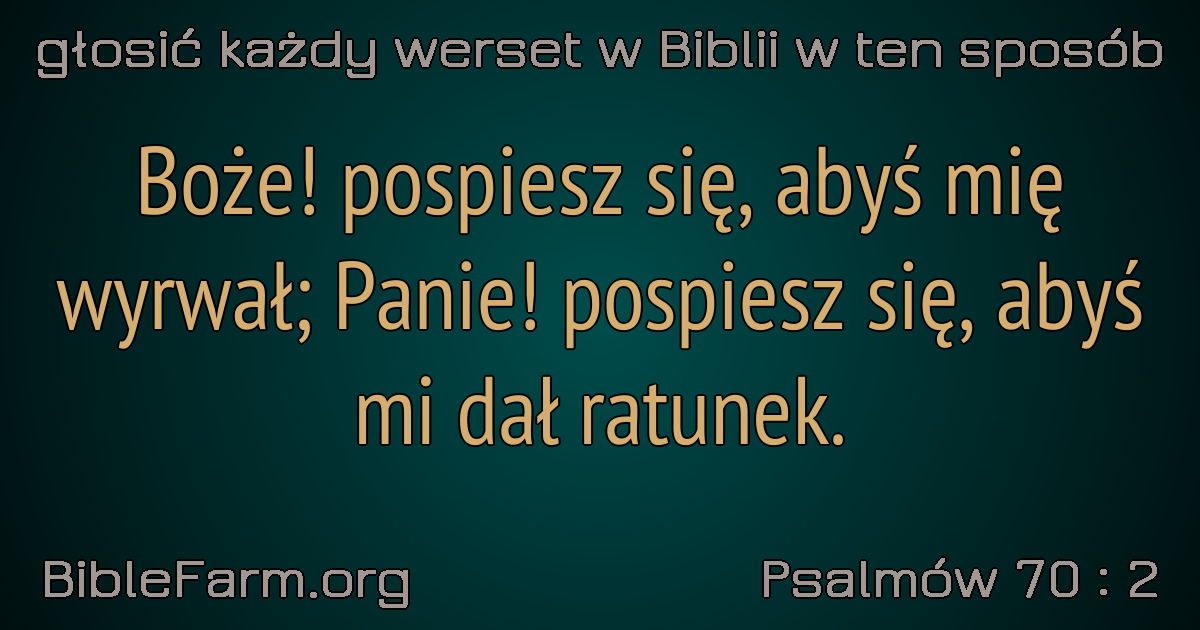 głosić każdy werset w Biblii w ten sposób
Boże! pospiesz się, abyś mię
wyrwał; Panie! pospiesz się, abyś
mi dał ratunek.
BibleFarm.org
Psalmów 70 : 2